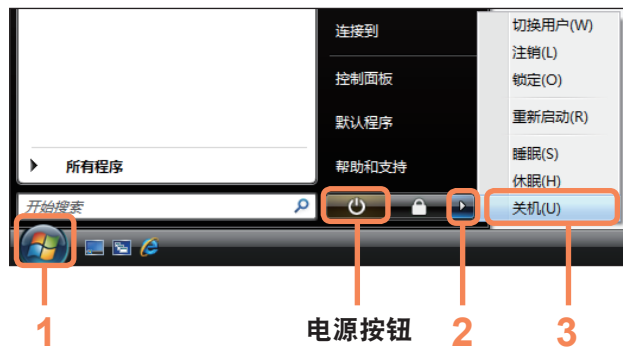 连接到
控制面板
默认程序
帮助和支持
所有程序
开始搜索
切换用户(W)
注销(L)
锁定(O)
重新启动(R)
睡眠(S)
休眠(H)
关机(U)
1
电源按钮
2
3